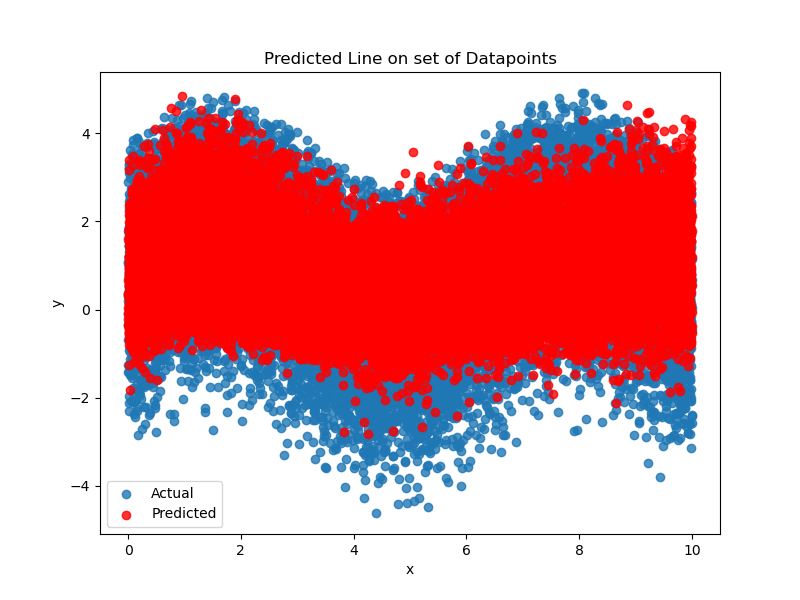 Predicted Line on set of Datapoints
y
4
2
0
−2
−4
Actual
Predicted
0 2 4 6 8 10
x